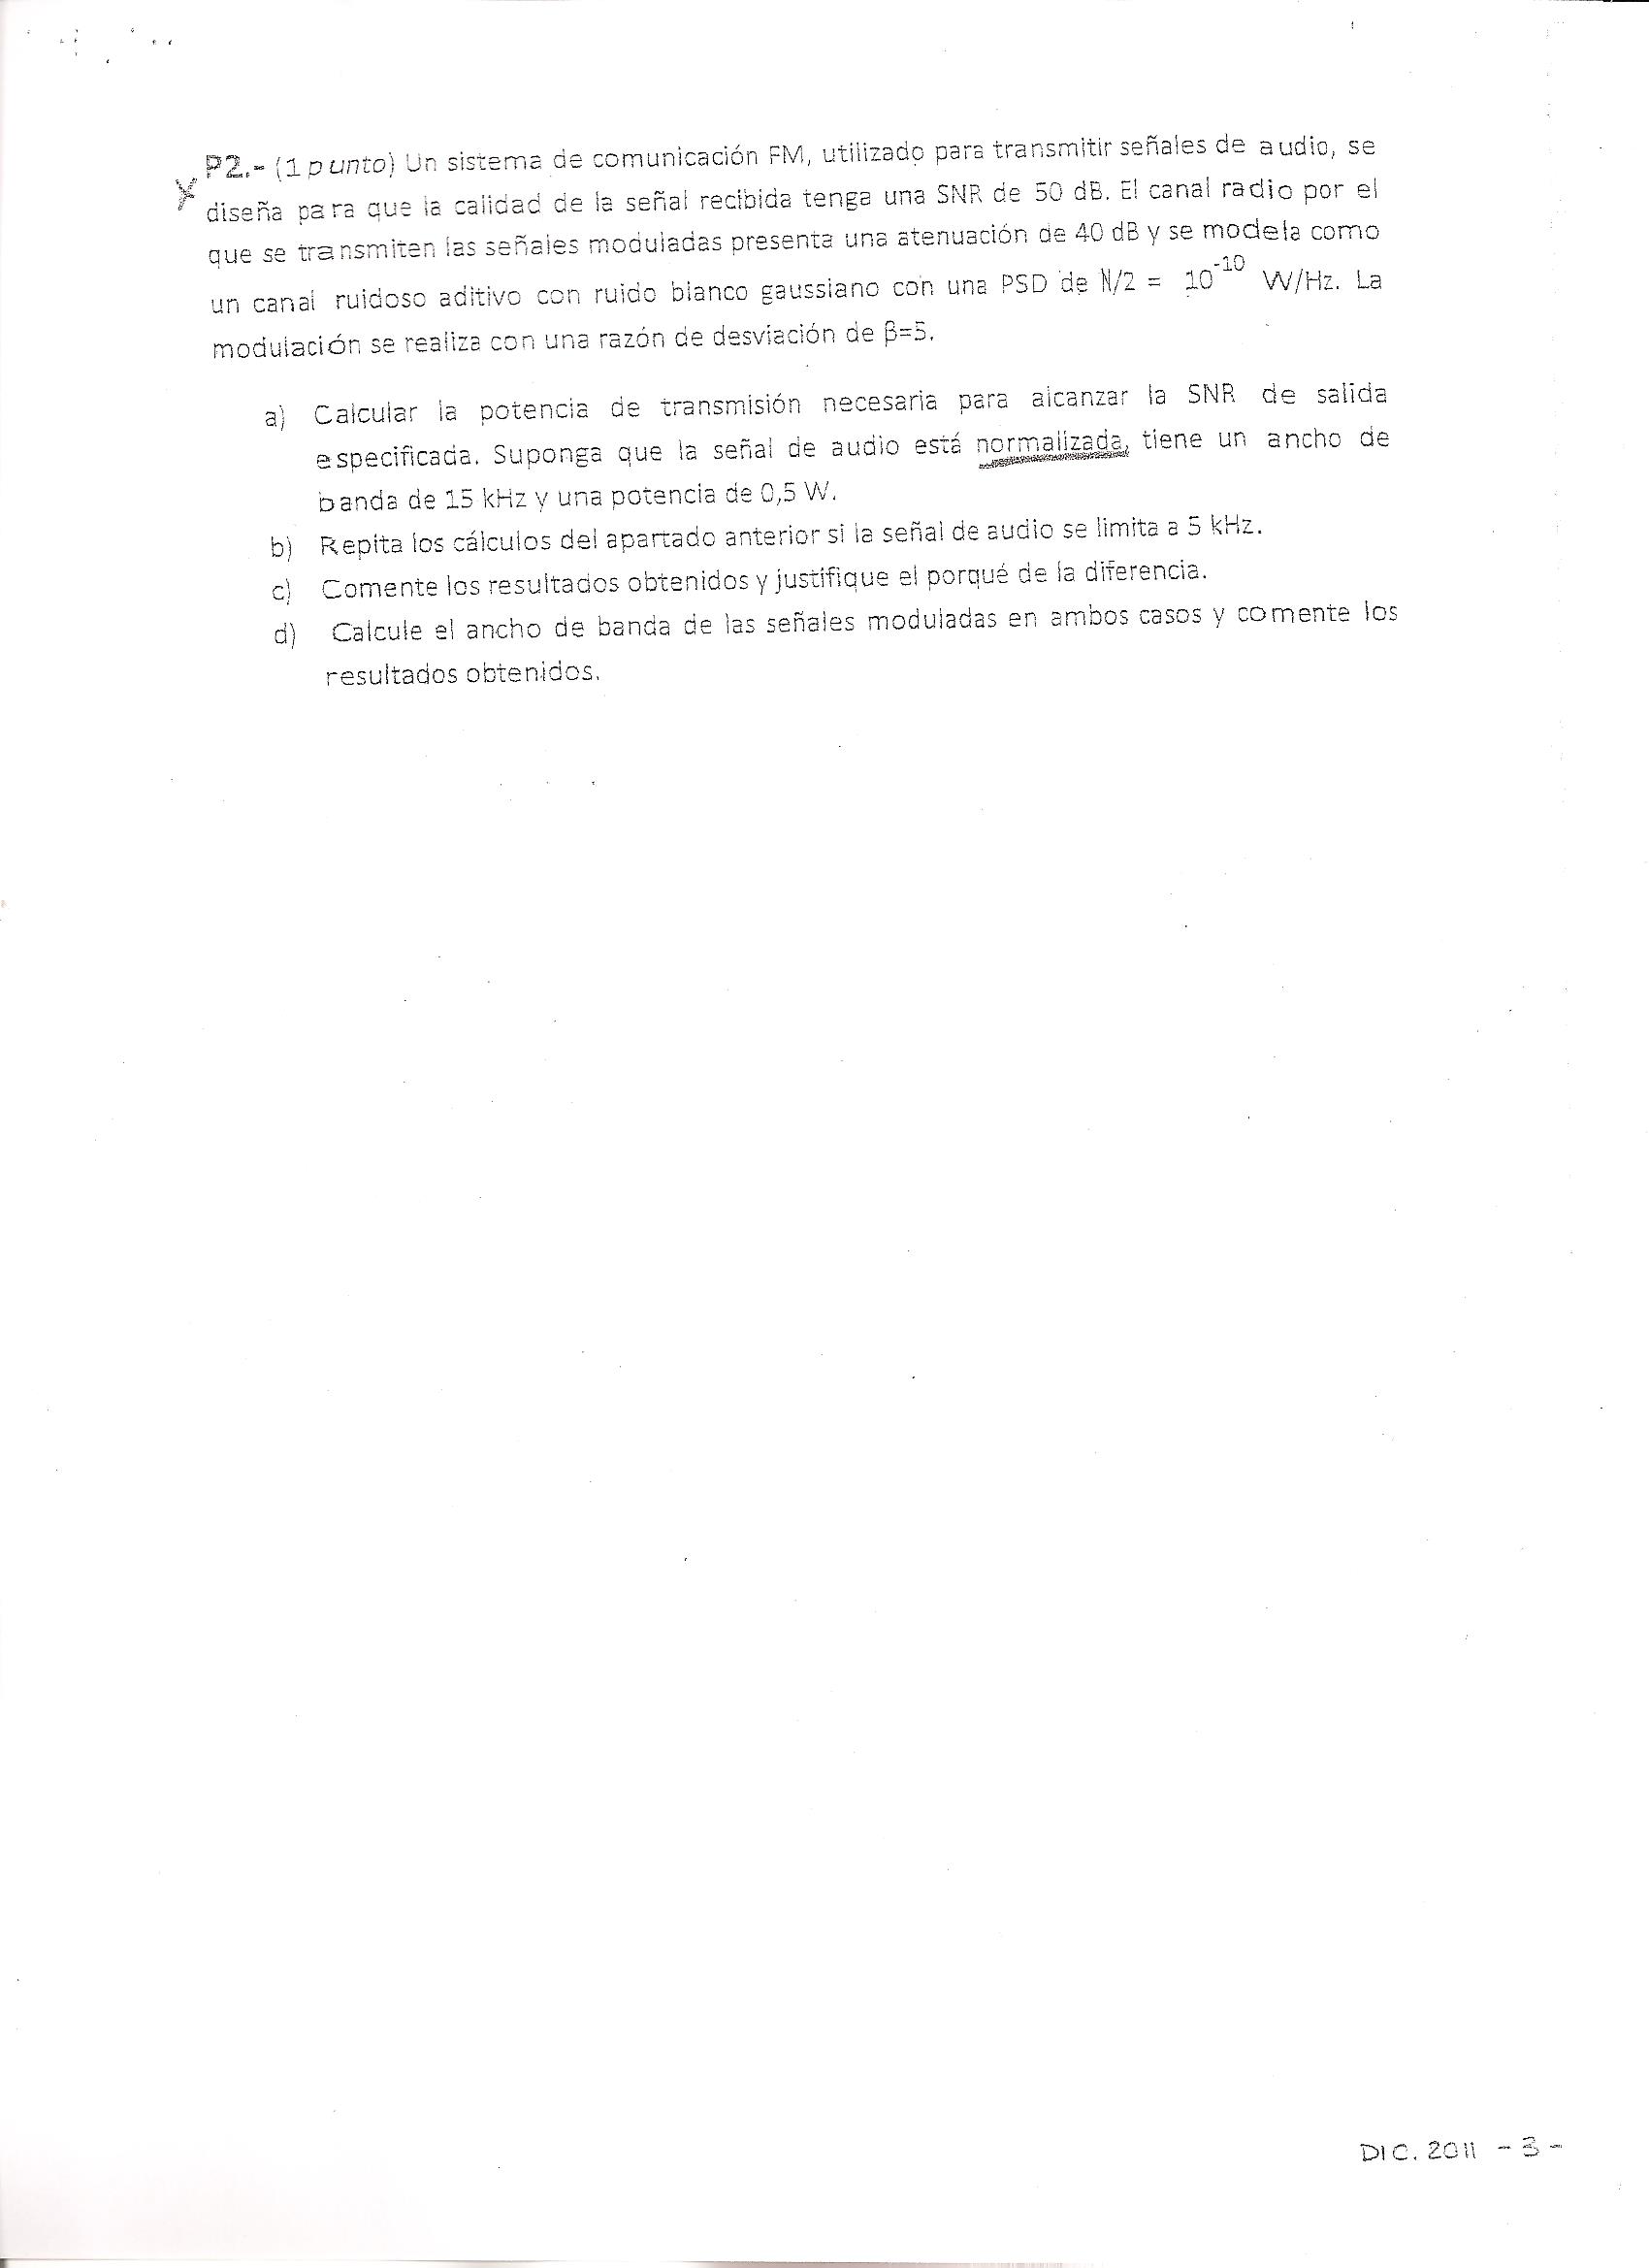 P2.- (1 punto) Un sistema de comunicación FM, utilizado para transmitir señales de audio, se
diseña para que la calidad de la señal recibida tenga una SNR de 50 dB. El canal radio por el
que se transmiten las señales moduladas presenta una atenuación de 40 dB y se modela como
un canal ruidoso aditivo con ruido blanco gaussiano con una PSD de N/2 = 10^-10 W/Hz. La
modulación se realiza con una razón de desviación de β=5.
a) Calcular la potencia de transmisión necesaria para alcanzar la SNR de salida
especificada. Suponga que la señal de audio está normalizada, tiene un ancho de
banda de 15 kHz y una potencia de 0,5 W.
b) Repita los cálculos del apartado anterior si la señal de audio se limita a 5 kHz.
c) Comente los resultados obtenidos y justifique el porqué de la diferencia.
d) Calcule el ancho de banda de las señales moduladas en ambos casos y comente los
resultados obtenidos.
DIC. 2011 - 3 -